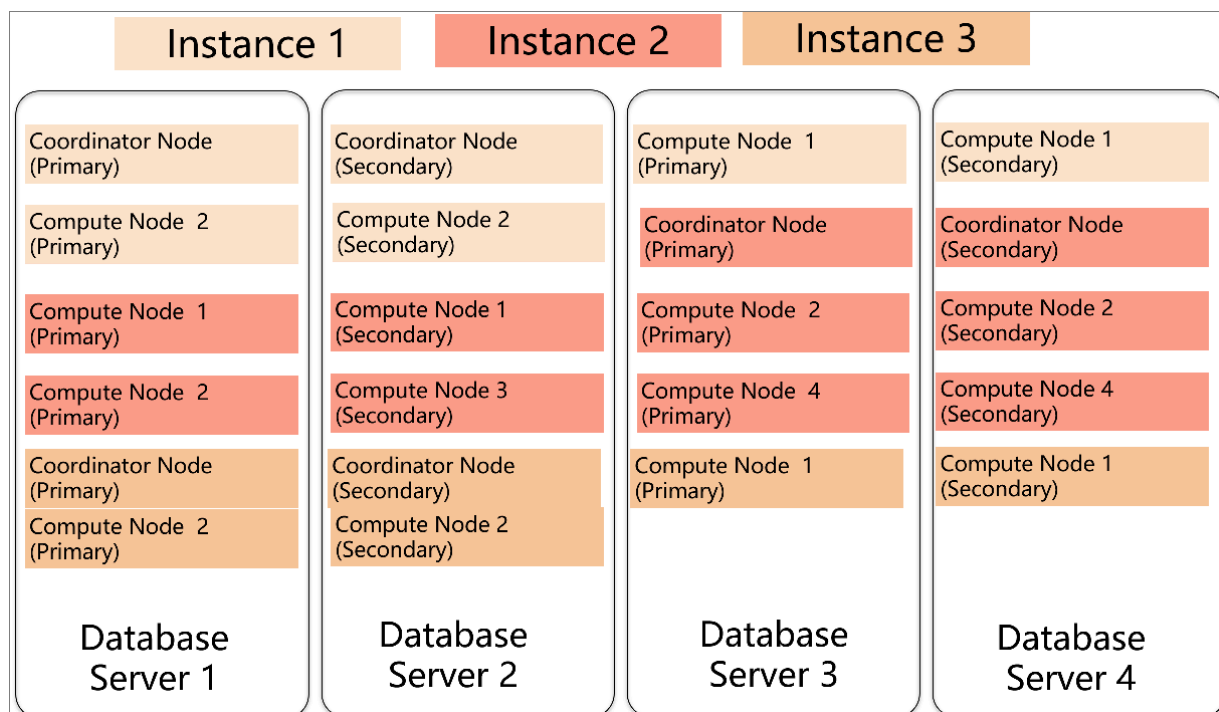 Instance 1
Instance 2
Instance 3
Coordinator Node
(Primary)
Compute Node 2
(Primary)
Compute Node 1
(Primary)
Compute Node 2
(Primary)
Coordinator Node
(Primary)
Compute Node 2
(Primary)
Database
Server 1
Coordinator Node
(Secondary)
Compute Node 2
(Secondary)
Compute Node 1
(Secondary)
Compute Node 3
(Secondary)
Coordinator Node
(Secondary)
Compute Node 2
(Secondary)
Database
Server 2
Compute Node 1
(Primary)
Coordinator Node
(Primary)
Compute Node 2
(Primary)
Compute Node 4
(Primary)
Compute Node 1
(Primary)
Database
Server 3
Compute Node 1
(Secondary)
Coordinator Node
(Secondary)
Compute Node 2
(Secondary)
Compute Node 4
(Secondary)
Compute Node 1
(Secondary)
Database
Server 4